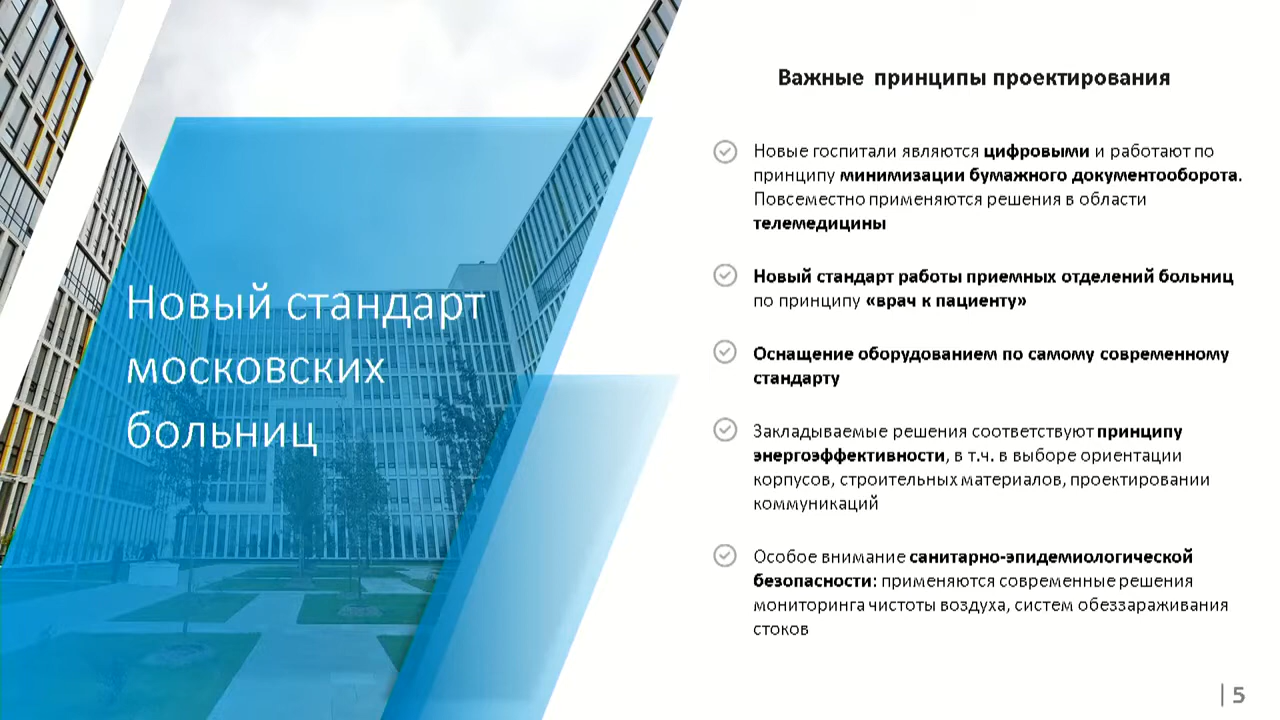 Новый стандарт
московских
больниц
Важные принципы проектирования
Новые госпитали являются цифровыми и работают по
принципу минимизации бумажного документооборота.
Повсеместно применяются решения в области
телемедицины
Новый стандарт работы приемных отделений больниц
по принципу «врач к пациенту»
Оснащение оборудованием по самому современному
стандарту
Закладываемые решения соответствуют принципу
энергоэффективности, в т.ч. в выборе ориентации
корпусов, строительных материалов, проектировании
коммуникаций
Особое внимание санитарно-эпидемиологической
безопасности: применяются современные решения
мониторинга чистоты воздуха, систем обеззараживания
стоков
| 5